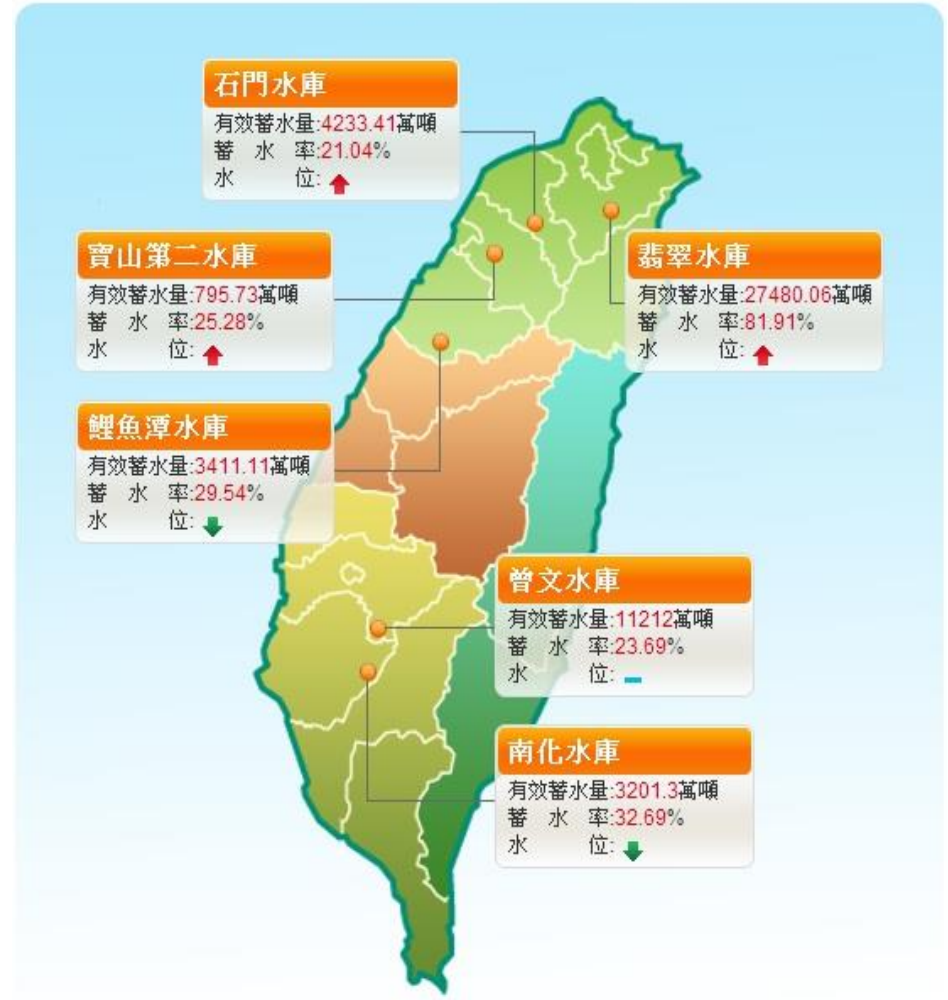 石門水庫
有效蓄水量:4233.41萬噸
蓄 水 率:21.04%
水 位:
寶山第二水庫
有效蓄水量:795.73萬噸
蓄 水 率:25.28%
水 位:
翡翠水庫
有效蓄水量:27480.06萬噸
蓄 水 率:81.91%
水 位:
鯉魚潭水庫
有效蓄水量:3411.11萬噸
蓄 水 率:29.54%
水 位:
曾文水庫
有效蓄水量:11212萬噸
蓄 水 率:23.69%
水 位:
南化水庫
有效蓄水量:3201.3萬噸
蓄 水 率:32.69%
水 位: